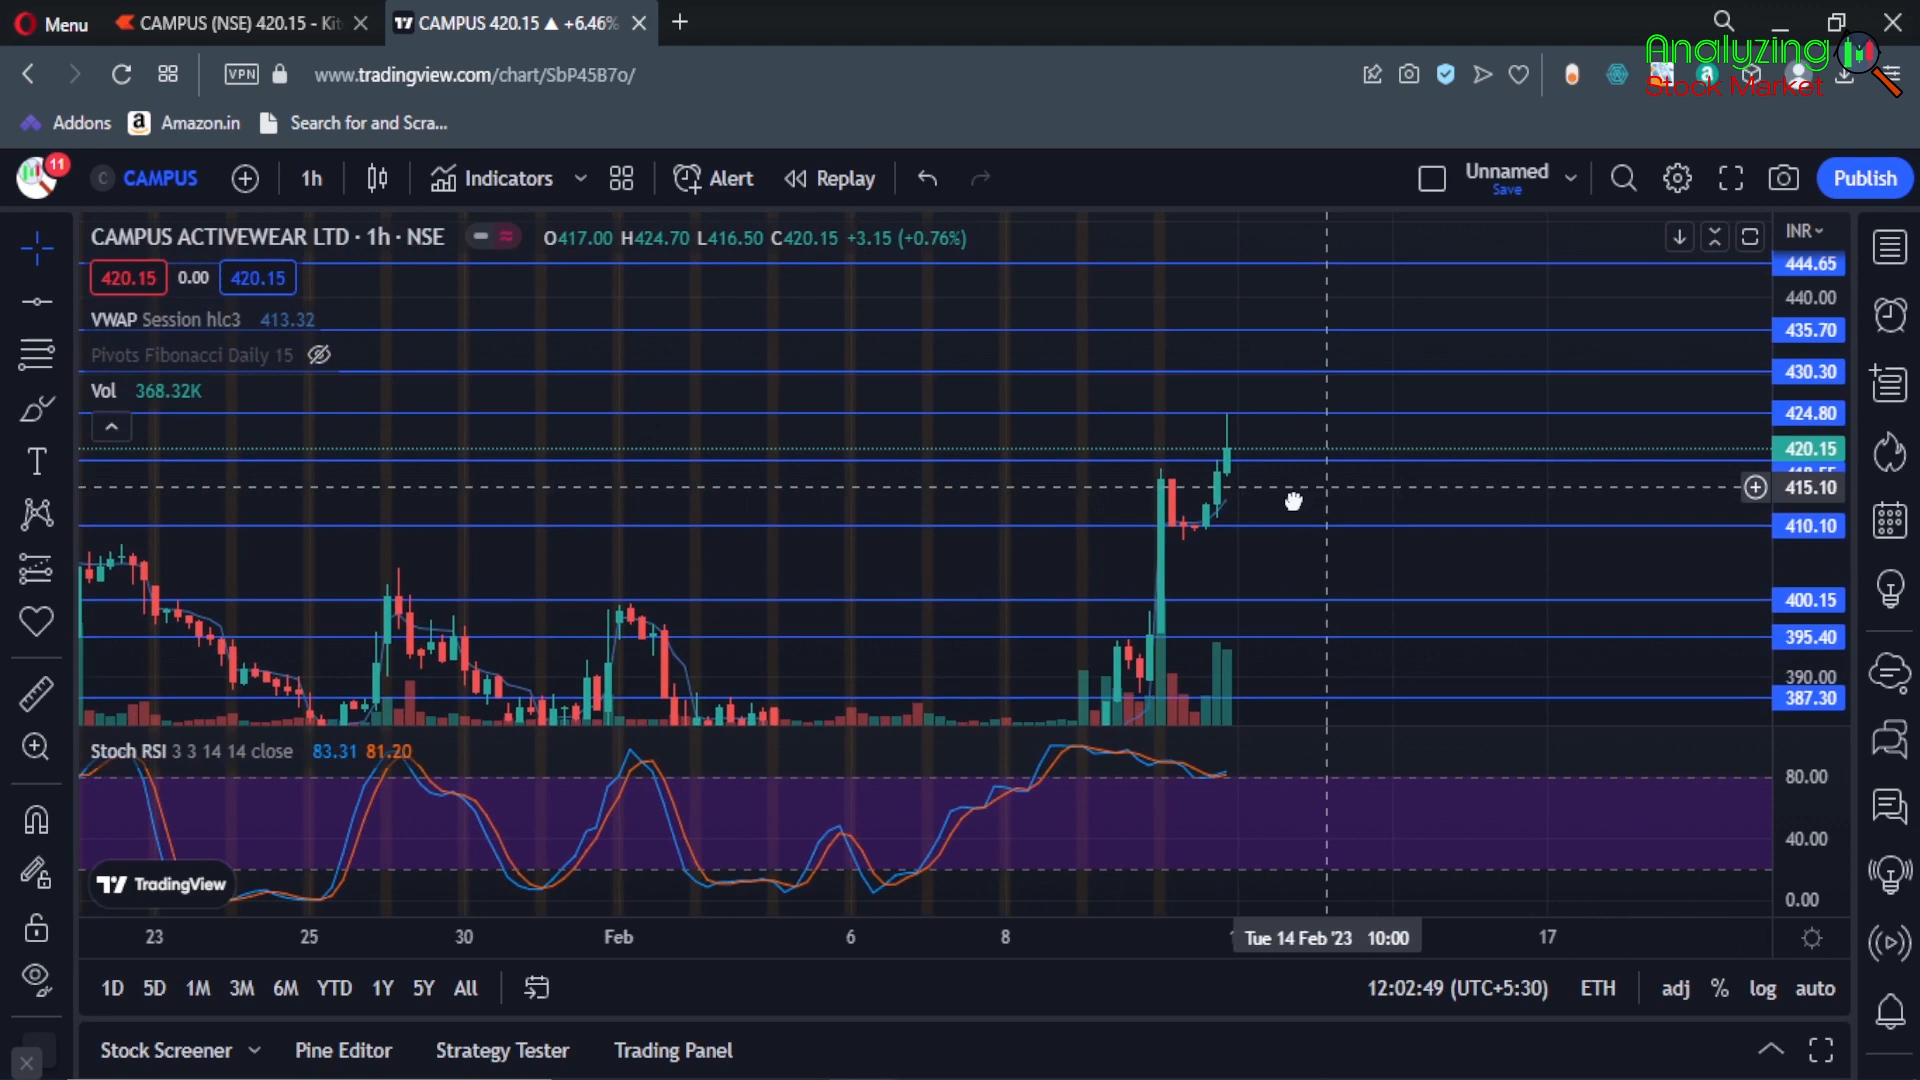 Menu
CAMPUS (NSE) 420.15 - Kit
CAMPUS 420.15 ▲ +6.46%
Analyzing
Stock Market
VPN
www.tradingview.com/chart/SbP45B7o/
Addons
Amazon.in
Search for and Scra...
11
C CAMPUS
1h
Indicators
Alert
Replay
Unnamed
Save
Publish
CAMPUS ACTIVEWEAR LTD · 1h · NSE
O417.00 H424.70 L416.50 C420.15 +3.15 (+0.76%)
INR
420.15 0.00 420.15
VWAP Session hlc3 413.32
Pivots Fibonacci Daily 15
Vol 368.32K
444.65
440.00
435.70
430.30
424.80
420.15
415.10
410.10
400.15
395.40
390.00
387.30
Stoch RSI 3 3 14 14 close 83.31 81.20
80.00
40.00
0.00
TradingView
23 25 30 Feb 6 8 Tue 14 Feb '23 10:00 17
1D 5D 1M 3M 6M YTD 1Y 5Y All
12:02:49 (UTC+5:30) ETH adj % log auto
Stock Screener Pine Editor Strategy Tester Trading Panel